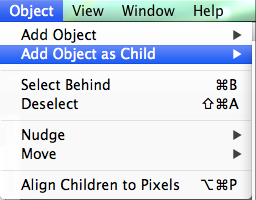 Object View Window Help
Add Object ▶
Add Object as Child ▶
Select Behind ⌘B
Deselect ⇧⌘A
Nudge ▶
Move ▶
Align Children to Pixels ⌥⌘P